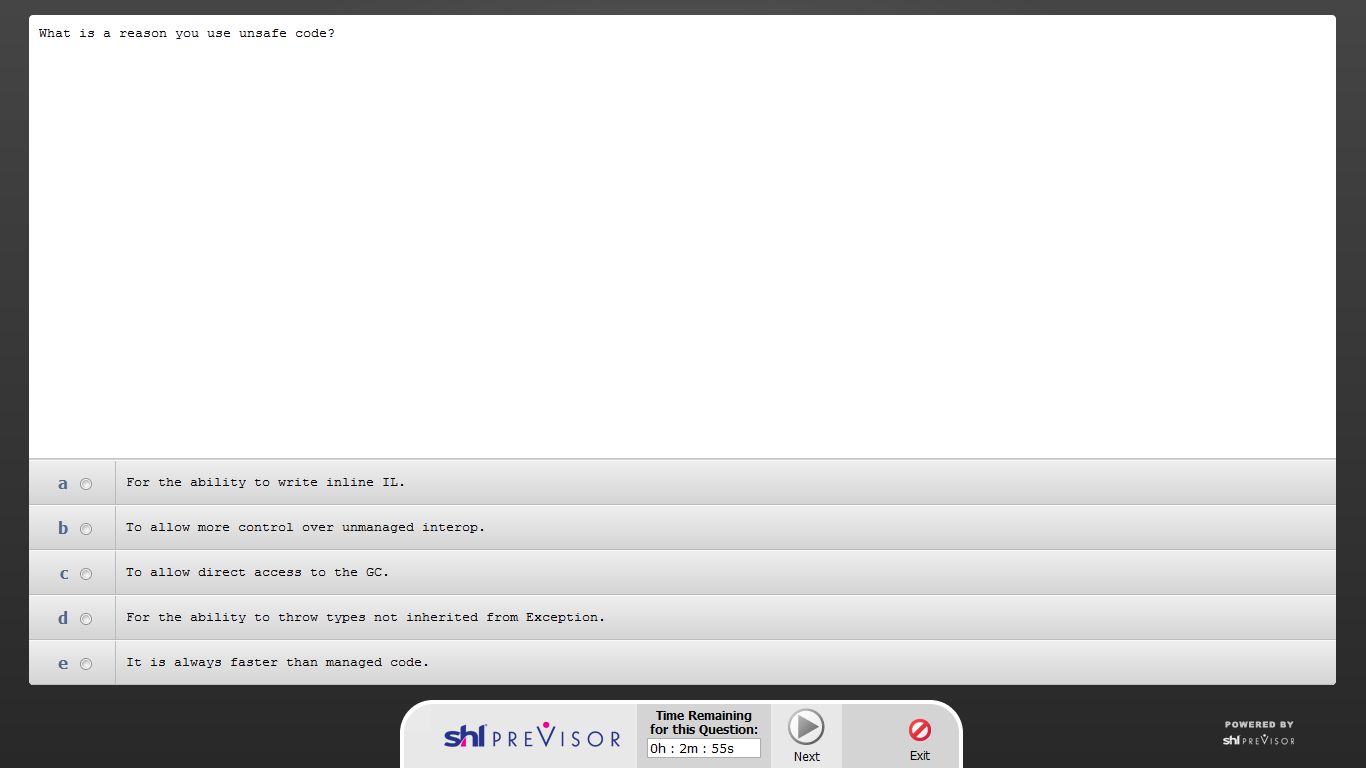 What is a reason you use unsafe code?
a For the ability to write inline IL.
b To allow more control over unmanaged interop.
c To allow direct access to the GC.
d For the ability to throw types not inherited from Exception.
e It is always faster than managed code.
shl PREVISOR
Time Remaining
for this Question:
0h : 2m : 55s
Next
Exit
POWERED BY
shl PREVISOR